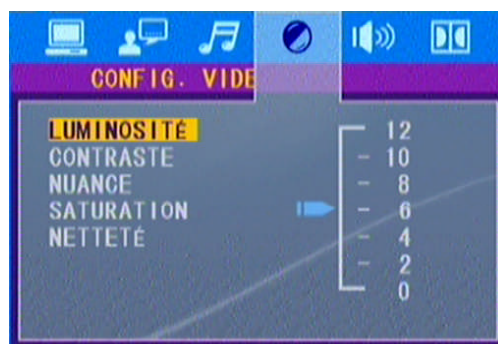 CONFIG. VIDE
LUMINOSITÉ
CONTRASTE
NUANCE
SATURATION
NETTETÉ
12
10
8
6
4
2
0